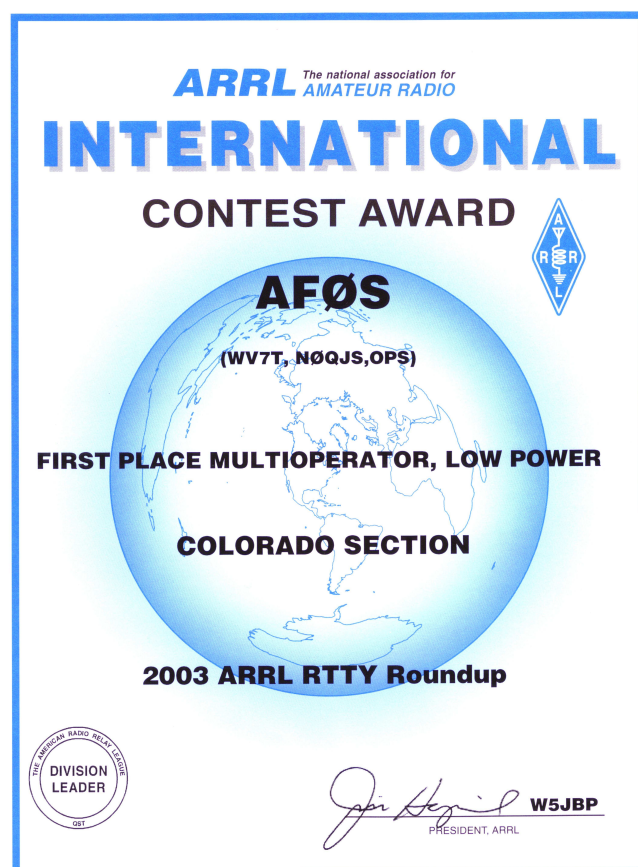 ARRL The national association for
AMATEUR RADIO
INTERNATIONAL
CONTEST AWARD
A
R R
L
AFØS
(WV7T, NØQJS,OPS)
FIRST PLACE MULTIOPERATOR, LOW POWER
COLORADO SECTION
2003 ARRL RTTY Roundup
THE AMERICAN RADIO RELAY LEAGUE
DIVISION
LEADER
QST
W5JBP
PRESIDENT, ARRL